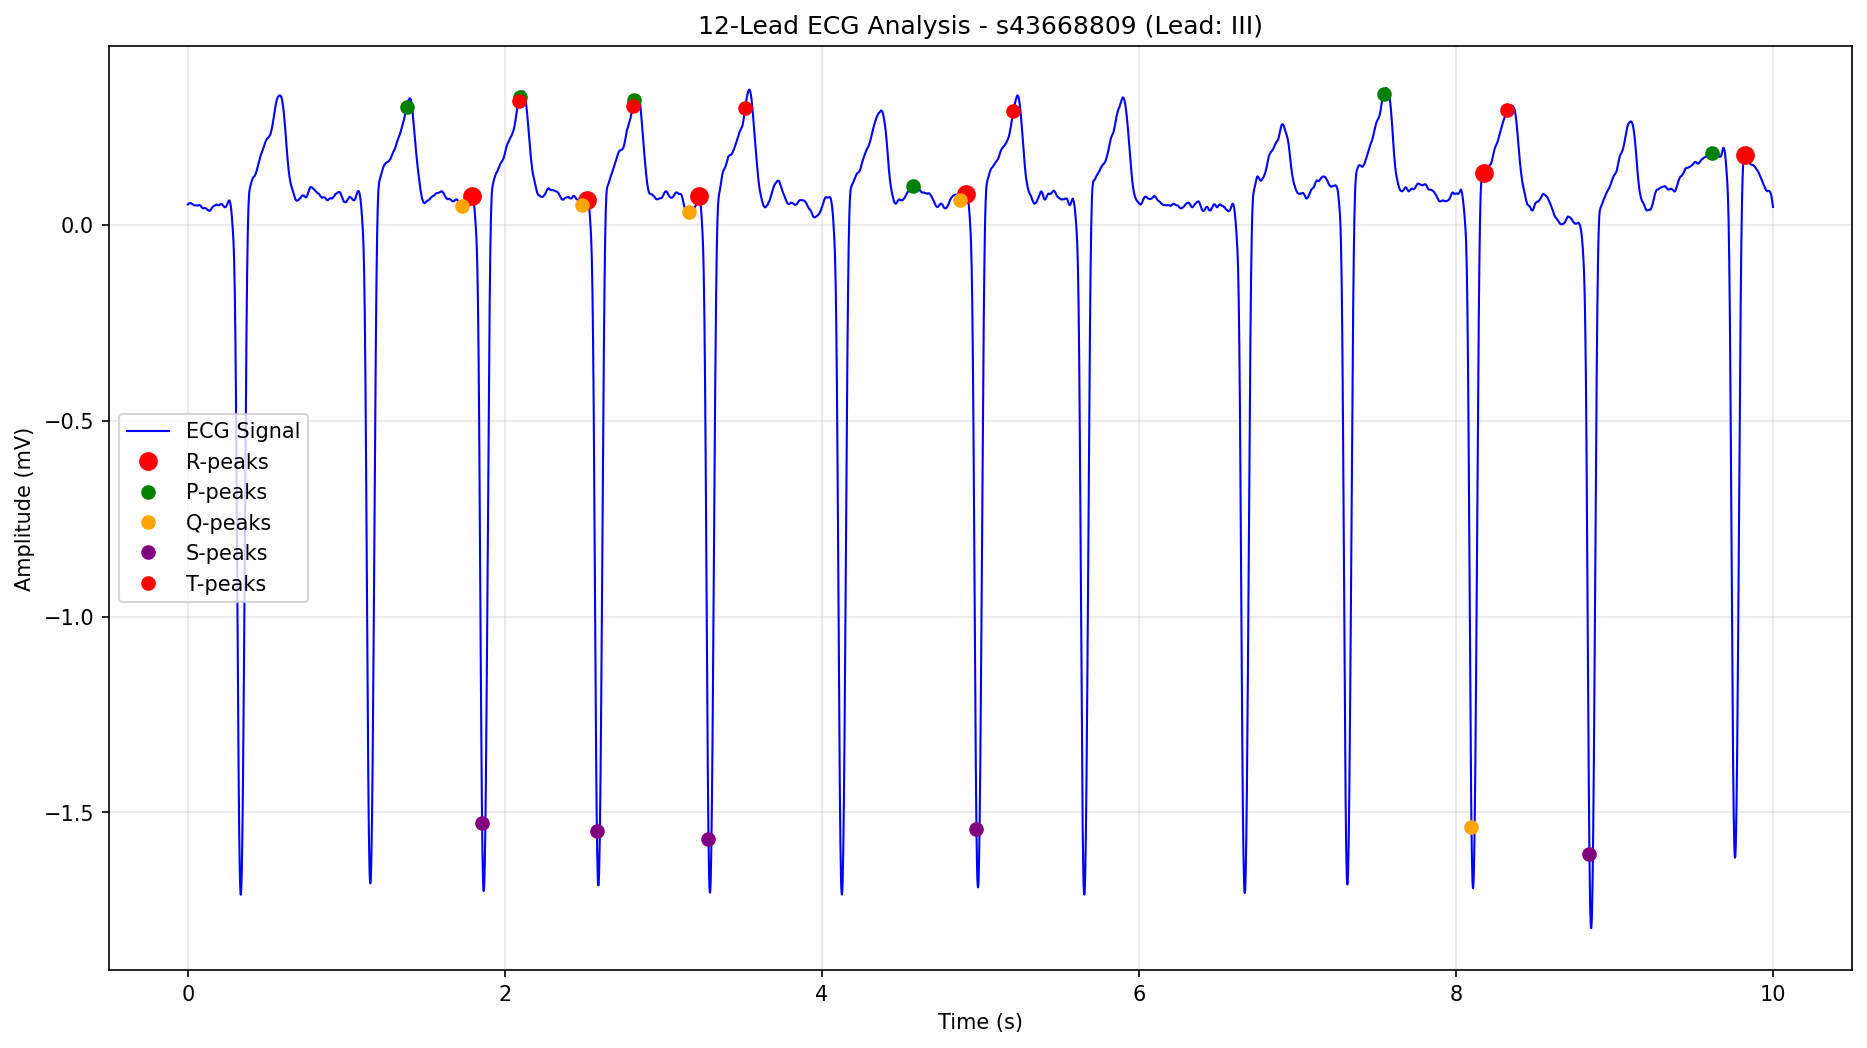 12-Lead ECG Analysis - s43668809 (Lead: III)
Amplitude (mV)
0.0
−0.5
−1.0
−1.5
ECG Signal
R-peaks
P-peaks
Q-peaks
S-peaks
T-peaks
0 2 4 6 8 10
Time (s)